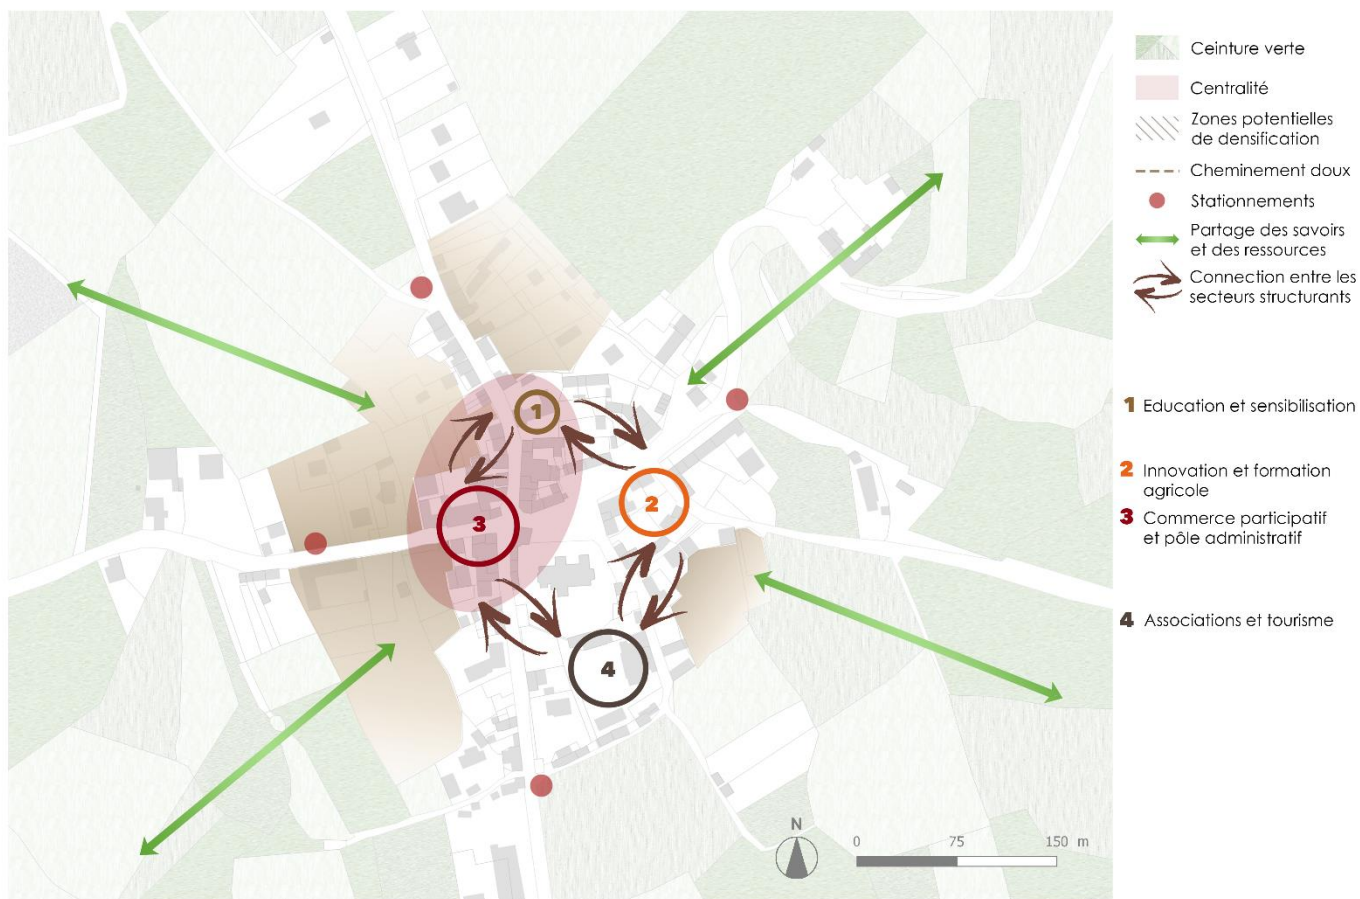 Ceinture verte
Centralité
Zones potentielles
de densification
Cheminement doux
Stationnements
Partage des savoirs
et des ressources
Connection entre les
secteurs structurants
1 Education et sensibilisation
2 Innovation et formation
agricole
3 Commerce participatif
et pôle administratif
4 Associations et tourisme
1
2
3
4
N
0 75 150 m